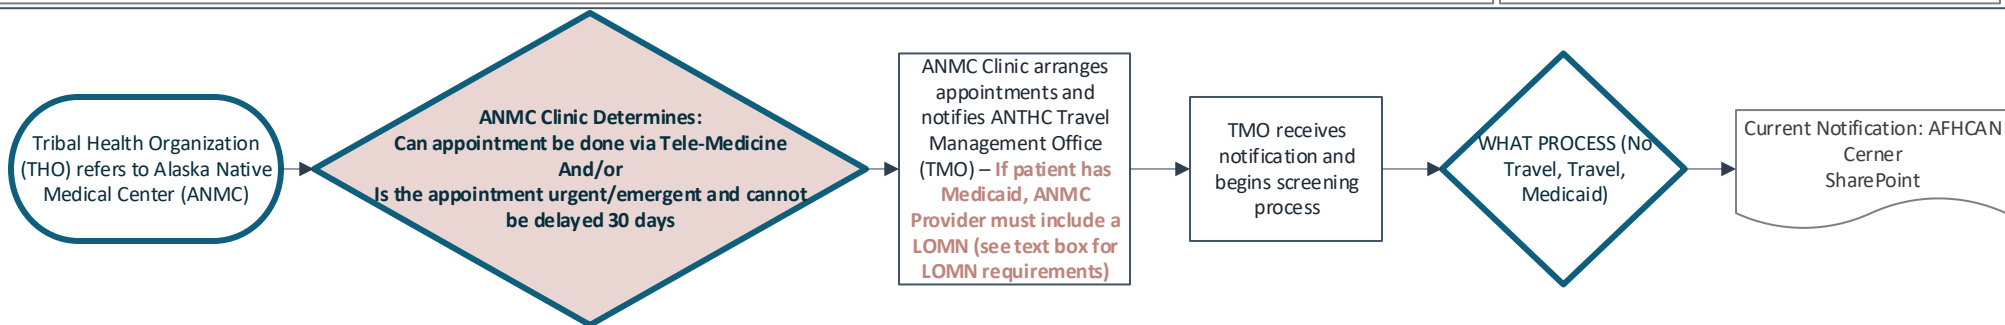 Tribal Health Organization
(THO) refers to Alaska Native
Medical Center (ANMC)
ANMC Clinic Determines:
Can appointment be done via Tele-Medicine
And/or
Is the appointment urgent/emergent and cannot
be delayed 30 days
ANMC Clinic arranges
appointments and
notifies ANTHC Travel
Management Office
(TMO) – If patient has
Medicaid, ANMC
Provider must include a
LOMN (see text box for
LOMN requirements)
TMO receives
notification and
begins screening
process
WHAT PROCESS (No
Travel, Travel,
Medicaid)
Current Notification: AFHCAN
Cerner
SharePoint